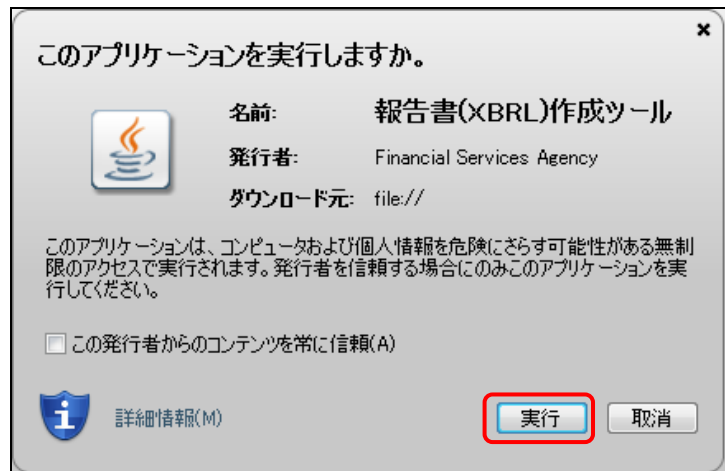 このアプリケーションを実行しますか。
名前: 報告書(XBRL)作成ツール
発行者: Financial Services Agency
ダウンロード元: file://
このアプリケーションは、コンピュータおよび個人情報を危険にさらす可能性がある無制
限のアクセスで実行されます。発行者を信頼する場合にのみこのアプリケーションを実
行してください。
この発行者からのコンテンツを常に信頼(A)
詳細情報(M)
実行 取消